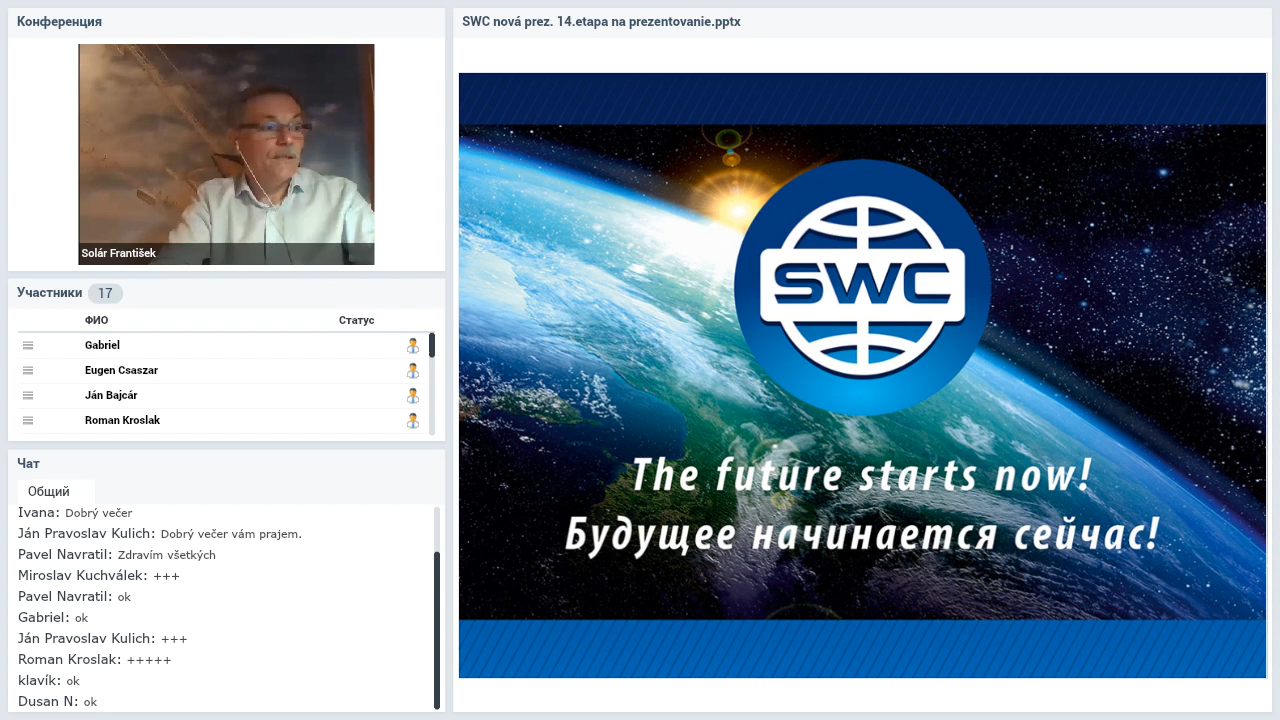 Конференция
Solár František
Участники 17
ФИО Статус
Gabriel
Eugen Csaszar
Ján Bajcár
Roman Kroslak
Чат
Общий
Ivana: Dobrý večer
Ján Pravoslav Kulich: Dobrý večer vám prajem.
Pavel Navratil: Zdravím všetkých
Miroslav Kuchválek: +++
Pavel Navratil: ok
Gabriel: ok
Ján Pravoslav Kulich: +++
Roman Kroslak: +++++
klavík: ok
Dusan N: ok
SWC nová prez. 14.etapa na prezentovanie.pptx
SWC
The future starts now!
Будущее начинается сейчас!